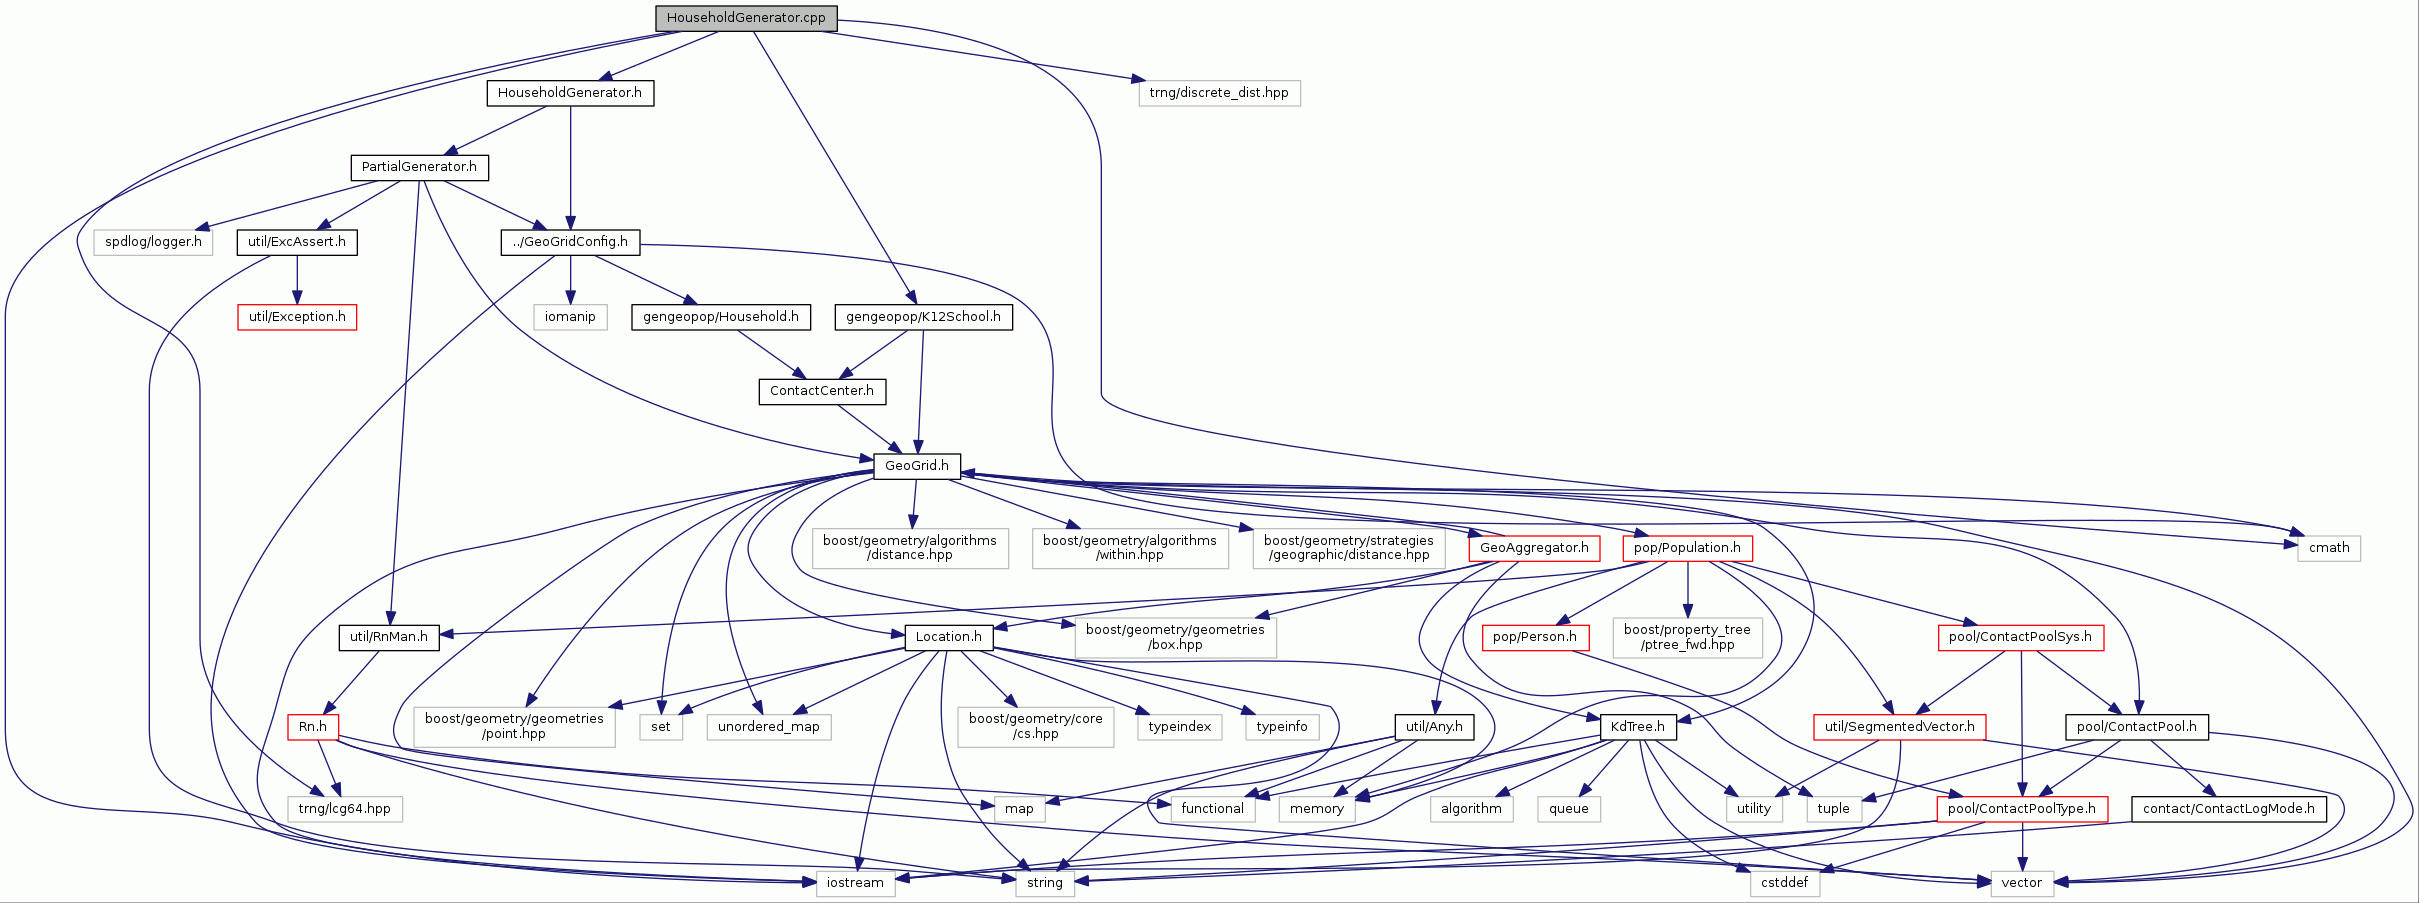 HouseholdGenerator.cpp
HouseholdGenerator.h
trng/discrete_dist.hpp
PartialGenerator.h
spdlog/logger.h
util/ExcAssert.h
../GeoGridConfig.h
util/Exception.h
iomanip
gengeopop/Household.h
gengeopop/K12School.h
ContactCenter.h
GeoGrid.h
boost/geometry/algorithms
/distance.hpp
boost/geometry/algorithms
/within.hpp
boost/geometry/strategies
/geographic/distance.hpp
GeoAggregator.h
pop/Population.h
cmath
util/RnMan.h
Location.h
boost/geometry/geometries
/box.hpp
pop/Person.h
boost/property_tree
/ptree_fwd.hpp
pool/ContactPoolSys.h
Rn.h
boost/geometry/geometries
/point.hpp
set
unordered_map
boost/geometry/core
/cs.hpp
typeindex
typeinfo
util/Any.h
KdTree.h
util/SegmentedVector.h
pool/ContactPool.h
trng/lcg64.hpp
map
functional
memory
algorithm
queue
utility
tuple
pool/ContactPoolType.h
contact/ContactLogMode.h
iostream
string
cstddef
vector